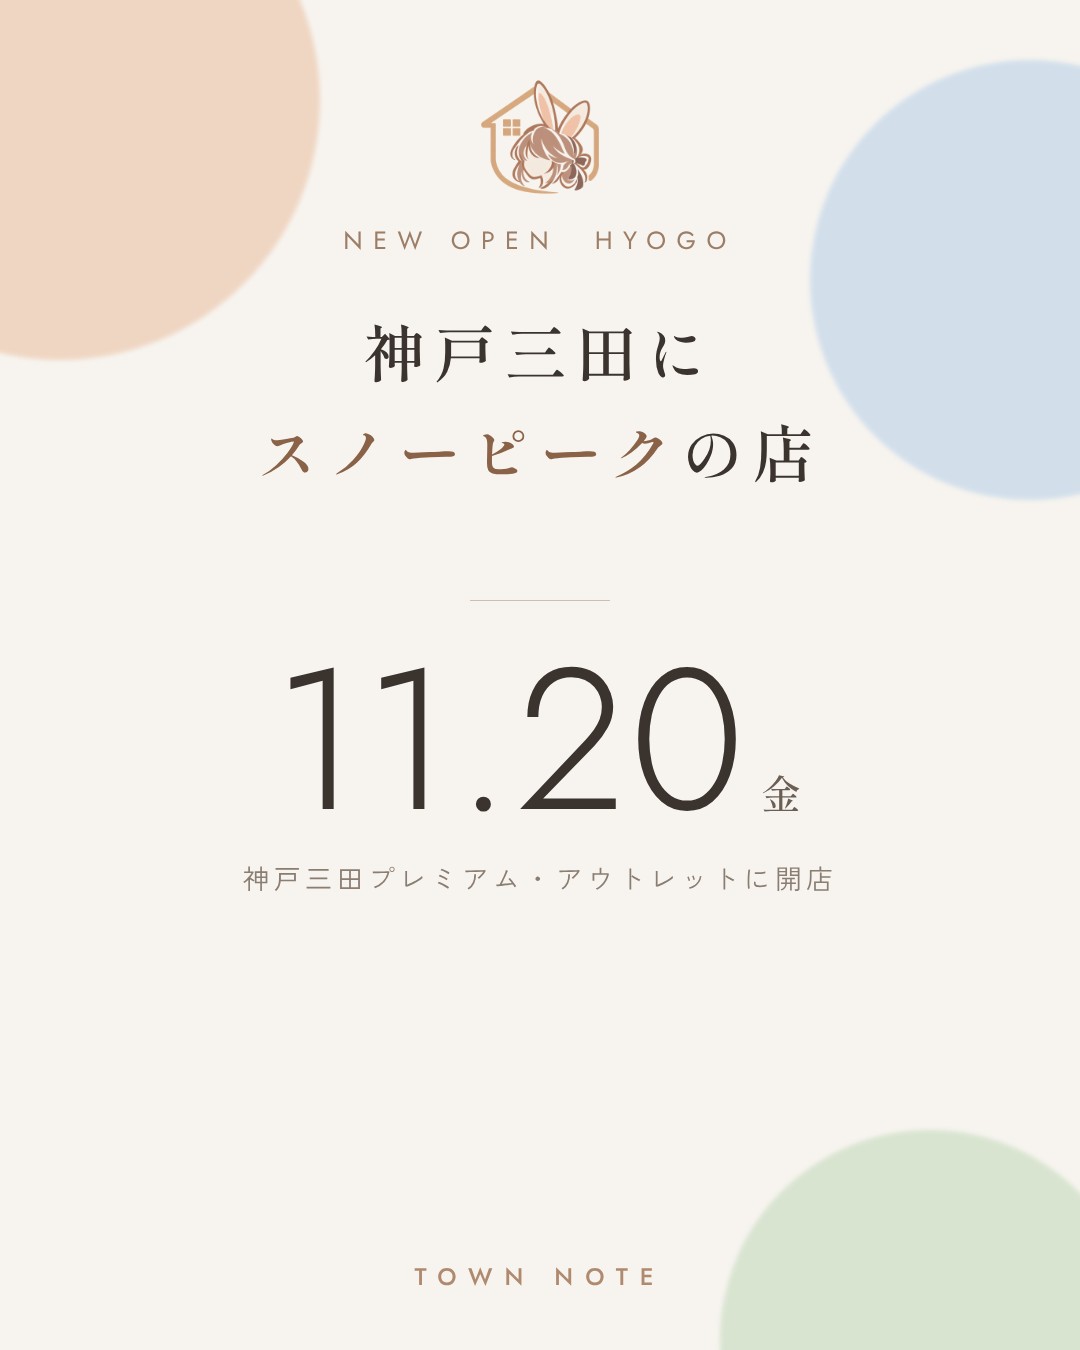 NEW OPEN HYOGO
神戸三田に
スノーピークの店
11.20 金
神戸三田プレミアム・アウトレットに開店
TOWN NOTE